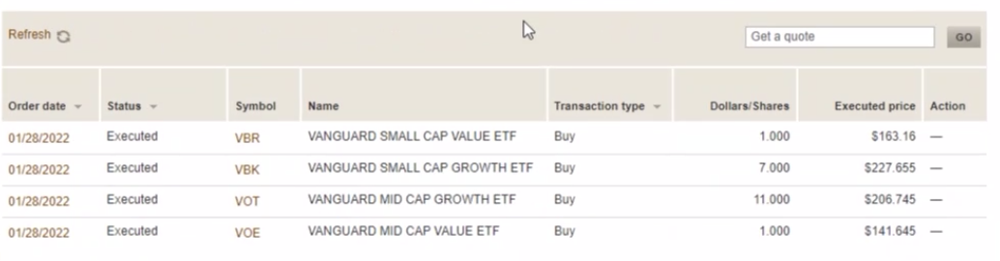 Refresh
Get a quote GO
Order date Status Symbol Name Transaction type Dollars/Shares Executed price Action
01/28/2022 Executed VBR VANGUARD SMALL CAP VALUE ETF Buy 1.000 $163.16 —
01/28/2022 Executed VBK VANGUARD SMALL CAP GROWTH ETF Buy 7.000 $227.655 —
01/28/2022 Executed VOT VANGUARD MID CAP GROWTH ETF Buy 11.000 $206.745 —
01/28/2022 Executed VOE VANGUARD MID CAP VALUE ETF Buy 1.000 $141.645 —